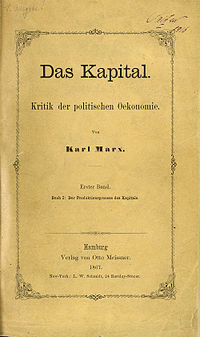 Das Kapital.
Kritik der politischen Oekonomie.
Von
Karl Marx.
Erster Band.
Buch I: Der Produktionsprocess des Kapitals.
Hamburg
Verlag von Otto Meissner.
1867.
New-York: L. W. Schmidt, 24 Barclay-Street.